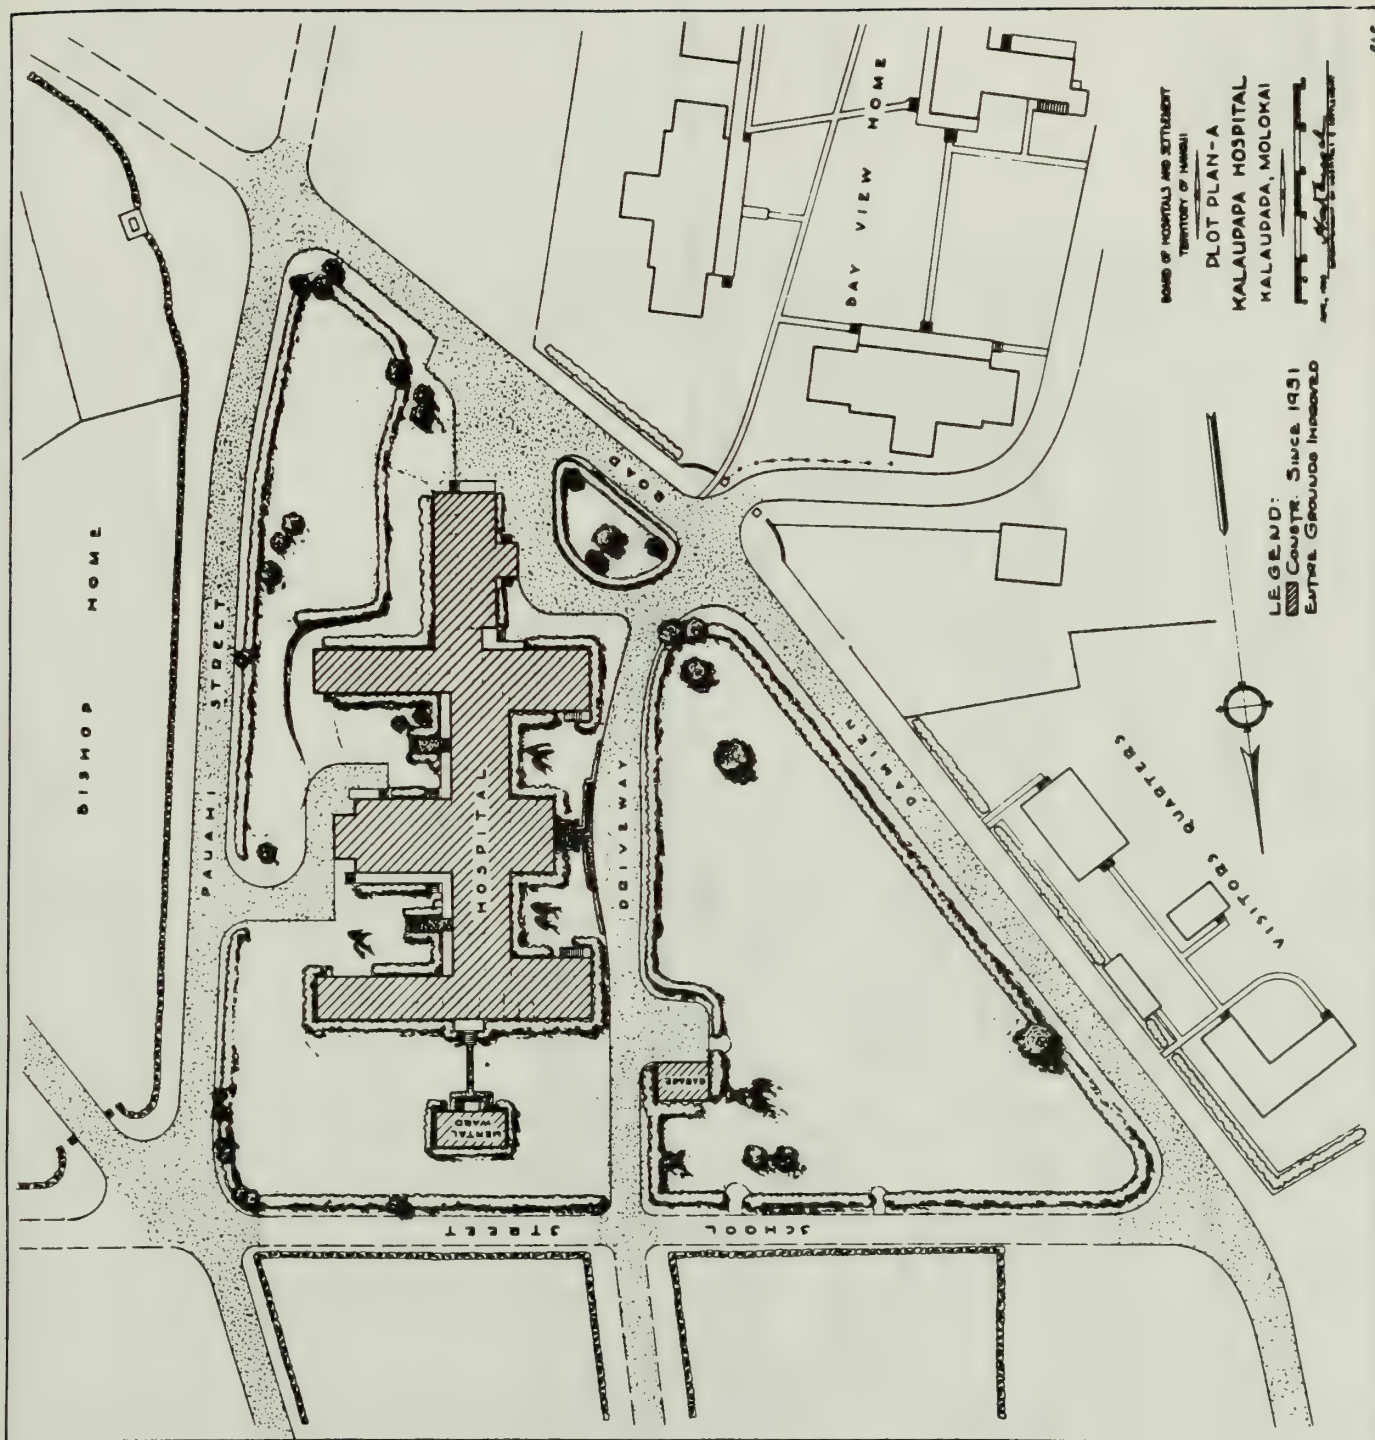 BOARD OF HOSPITALS AND SETTLEMENT
TERRITORY OF HAWAII
PLOT PLAN-A
KALAUPAPA HOSPITAL
KALAUPAPA, MOLOKAI
LEGEND:
CONSTR. SINCE 1931
ENTIRE GROUNDS IMPROVED
BISHOP HOME
PAUAHI STREET
BAY VIEW HOME
DAMIEN ROAD
VISITORS QUARTERS
HOSPITAL
DRIVEWAY
GARAGE
MENTAL
WARD
SCHOOL STREET